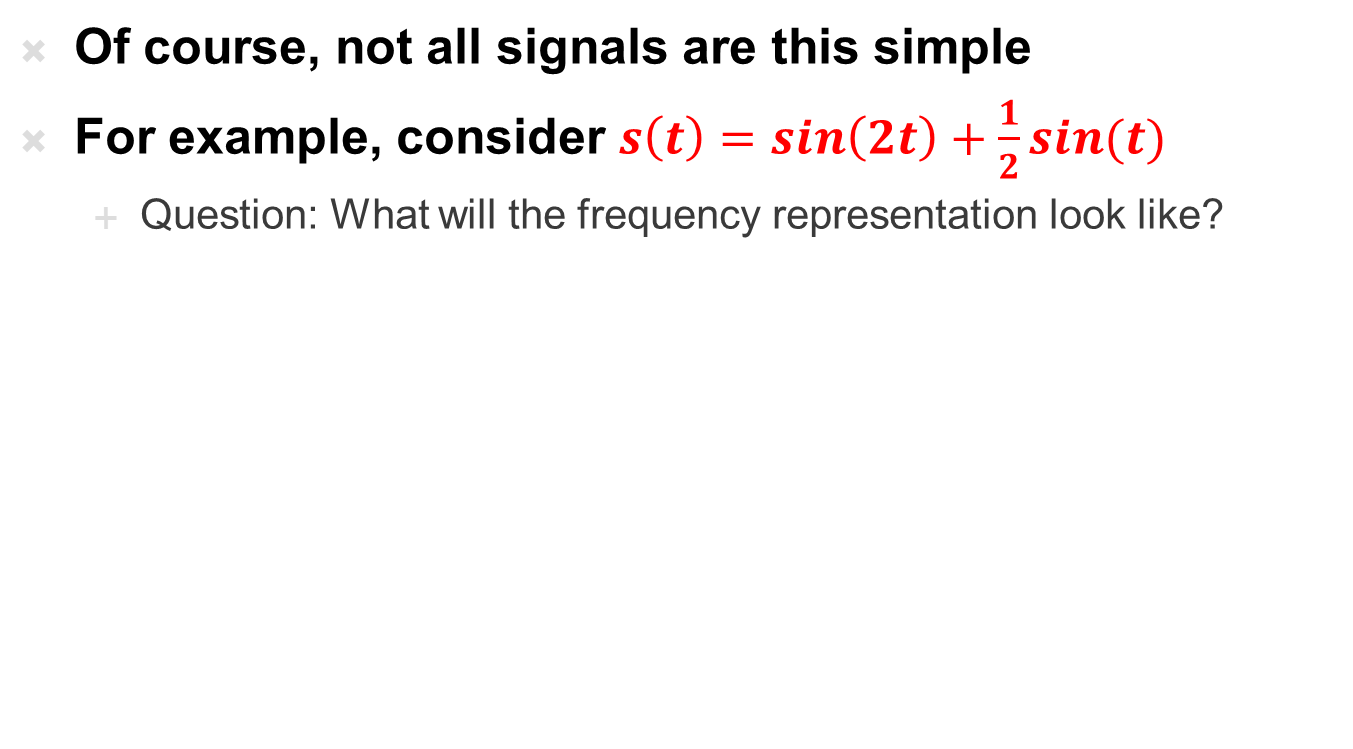 Of course, not all signals are this simple
For example, consider s(t) = sin(2t) + 1/2 sin(t)
Question: What will the frequency representation look like?